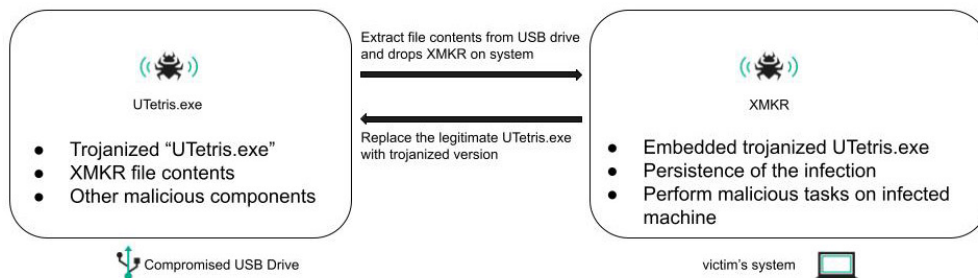 UTetris.exe
● Trojanized “UTetris.exe”
● XMKR file contents
● Other malicious components
Compromised USB Drive
Extract file contents from USB drive
and drops XMKR on system
Replace the legitimate UTetris.exe
with trojanized version
XMKR
● Embedded trojanized UTetris.exe
● Persistence of the infection
● Perform malicious tasks on infected
machine
victim's system